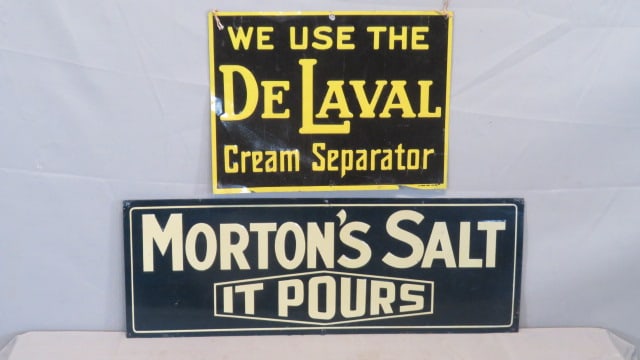 WE USE THE
DE LAVAL
Cream Separator
MORTON'S SALT
IT POURS